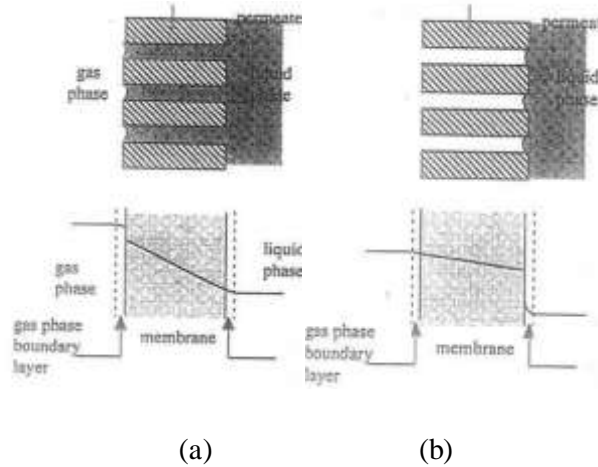 permeate
gas
phase
liquid
phase
permeat
liquid
phase
gas
phase
liquid
phase
gas phase
boundary
layer
membrane
gas phase
boundary
layer
membrane
(a)
(b)